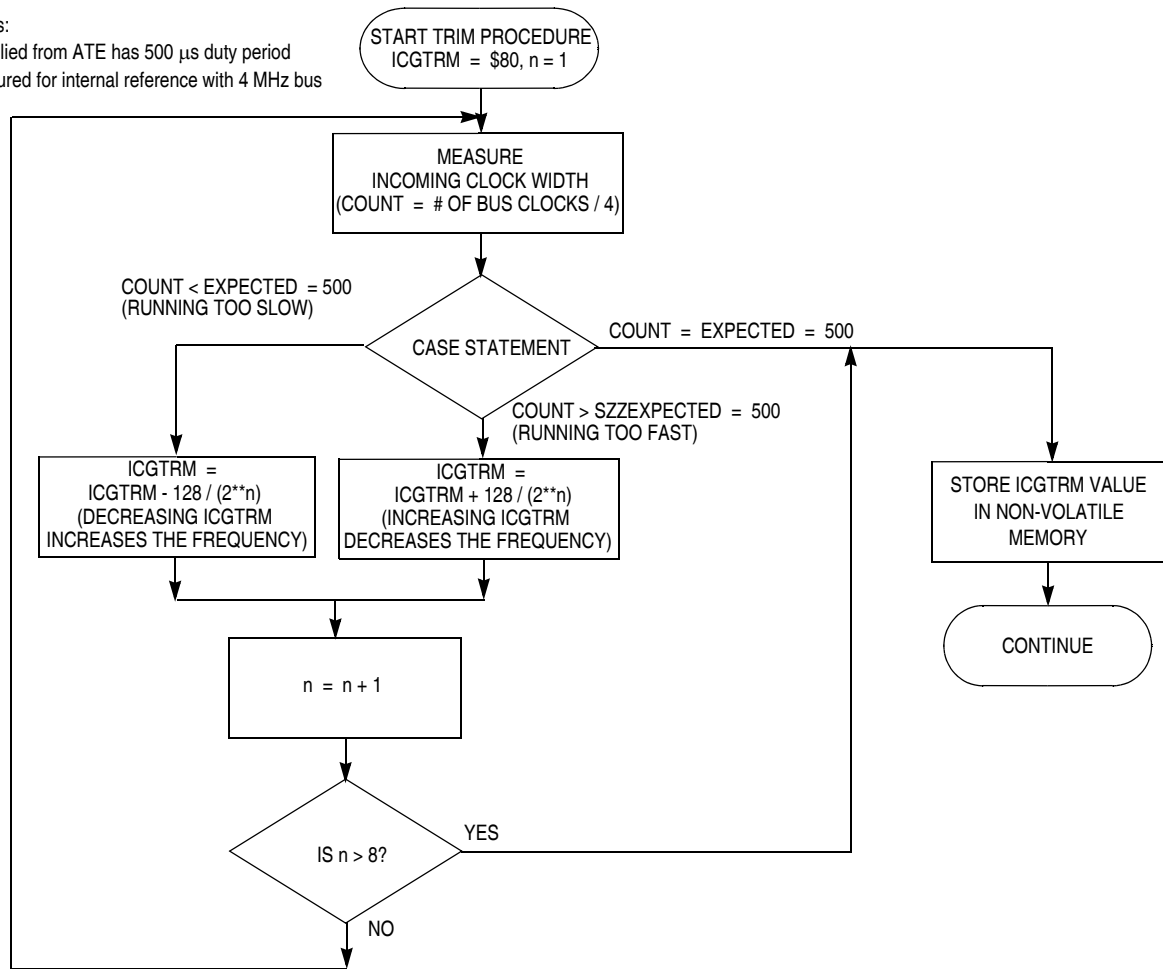 s:
lied from ATE has 500 μs duty period
ured for internal reference with 4 MHz bus
START TRIM PROCEDURE
ICGTRM = $80, n = 1
MEASURE
INCOMING CLOCK WIDTH
(COUNT = # OF BUS CLOCKS / 4)
COUNT < EXPECTED = 500
(RUNNING TOO SLOW)
CASE STATEMENT
COUNT = EXPECTED = 500
COUNT > SZZEXPECTED = 500
(RUNNING TOO FAST)
ICGTRM =
ICGTRM - 128 / (2**n)
(DECREASING ICGTRM
INCREASES THE FREQUENCY)
ICGTRM =
ICGTRM + 128 / (2**n)
(INCREASING ICGTRM
DECREASES THE FREQUENCY)
STORE ICGTRM VALUE
IN NON-VOLATILE
MEMORY
CONTINUE
n = n + 1
IS n > 8?
YES
NO